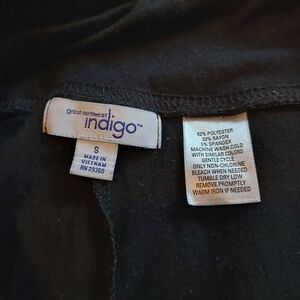 great northwest
indigo™
S
MADE IN
VIETNAM
RN 29360
62% POLYESTER
33% RAYON
5% SPANDEX
MACHINE WASH COLD
WITH SIMILAR COLORS
GENTLE CYCLE
ONLY NON-CHLORINE
BLEACH WHEN NEEDED
TUMBLE DRY LOW
REMOVE PROMPTLY
WARM IRON IF NEEDED